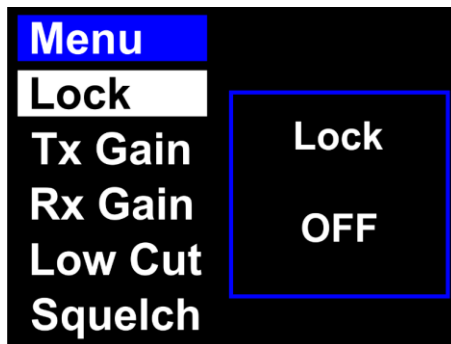 Menu
Lock
Tx Gain
Rx Gain
Low Cut
Squelch
Lock
OFF